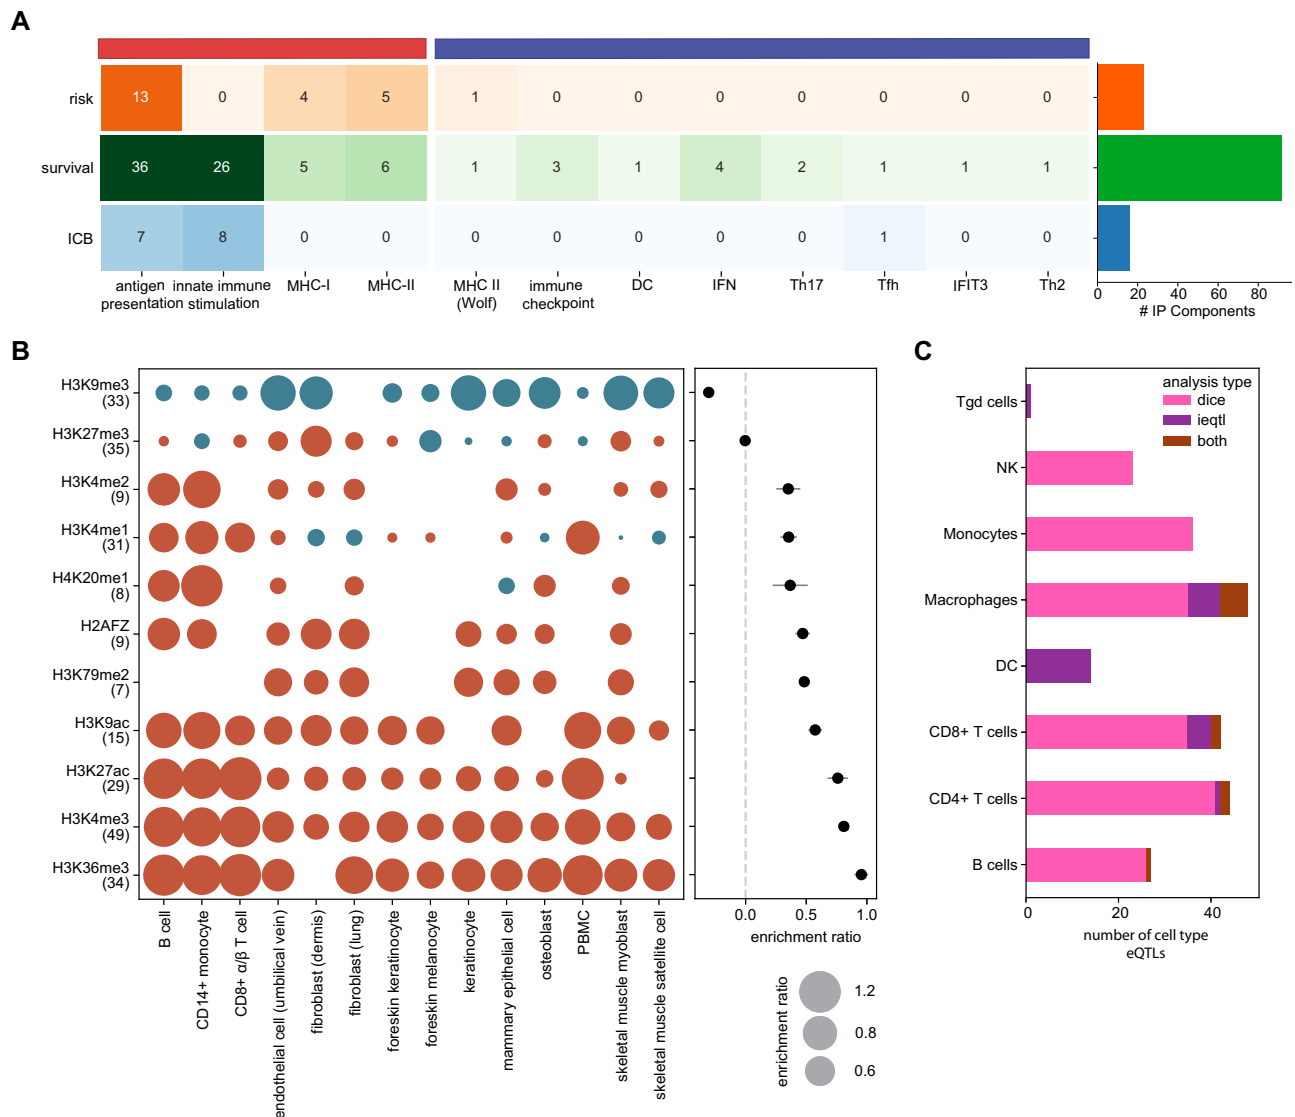 A
risk
13 0 4 5 1 0 0 0 0 0 0 0
survival
36 26 5 6 1 3 1 4 2 1 1 1
ICB
7 8 0 0 0 0 0 0 0 1 0 0
antigen
presentation
innate immune
stimulation
MHC-I
MHC-II
MHC II
(Wolf)
immune
checkpoint
DC
IFN
Th17
Tfh
IFIT3
Th2
0 20 40 60 80
# IP Components
B
H3K9me3
(33)
H3K27me3
(35)
H3K4me2
(9)
H3K4me1
(31)
H4K20me1
(8)
H2AFZ
(9)
H3K79me2
(7)
H3K9ac
(15)
H3K27ac
(29)
H3K4me3
(49)
H3K36me3
(34)
B cell
CD14+ monocyte
CD8+ α/β T cell
endothelial cell (umbilical vein)
fibroblast (dermis)
fibroblast (lung)
foreskin keratinocyte
foreskin melanocyte
keratinocyte
mammary epithelial cell
osteoblast
PBMC
skeletal muscle myoblast
skeletal muscle satellite cell
0.0 0.5 1.0
enrichment ratio
enrichment ratio
1.2
0.8
0.6
C
analysis type
dice
ieqtl
both
Tgd cells
NK
Monocytes
Macrophages
DC
CD8+ T cells
CD4+ T cells
B cells
0 20 40
number of cell type
eQTLs